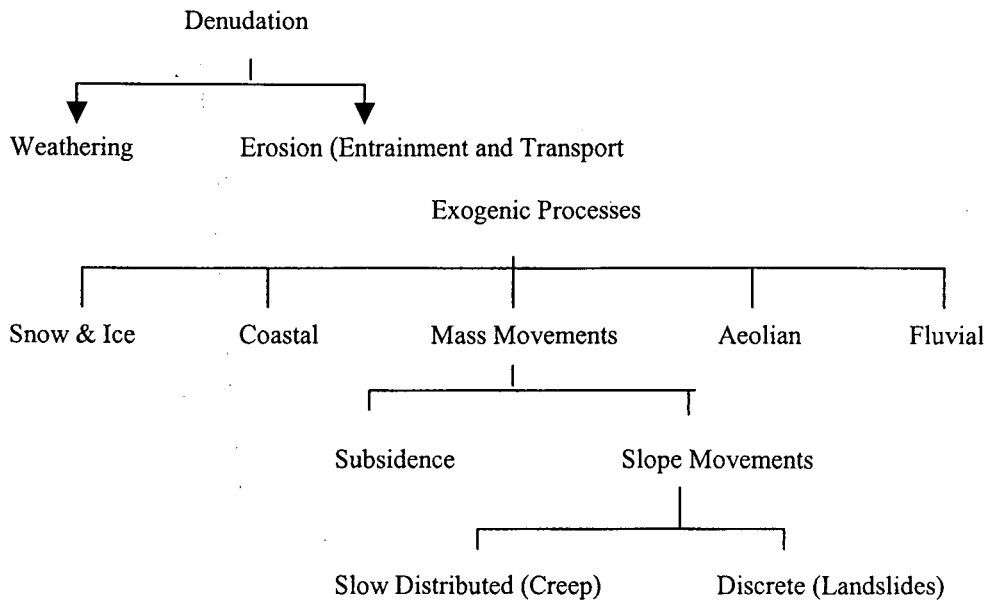 Denudation
Weathering Erosion (Entrainment and Transport
Exogenic Processes
Snow & Ice Coastal Mass Movements Aeolian Fluvial
Subsidence Slope Movements
Slow Distributed (Creep) Discrete (Landslides)